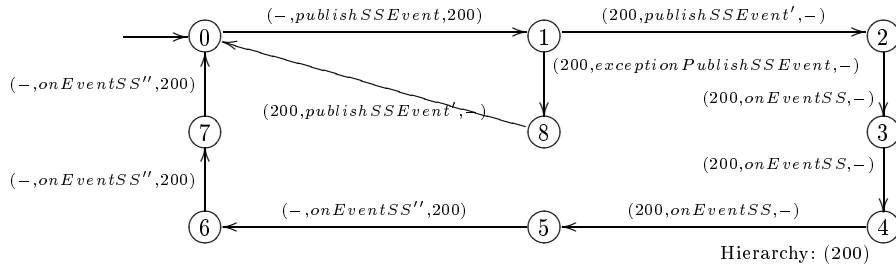 (−,publishSSEvent,200)
(200,publishSSEvent′,−)
0
1
2
(200,exceptionPublishSSEvent,−)
(−,onEventSS′′,200)
(200,onEventSS,−)
(200,publishSSEvent′,−)
7
8
3
(200,onEventSS,−)
(−,onEventSS′′,200)
(−,onEventSS′′,200)
(200,onEventSS,−)
6
5
4
Hierarchy: (200)